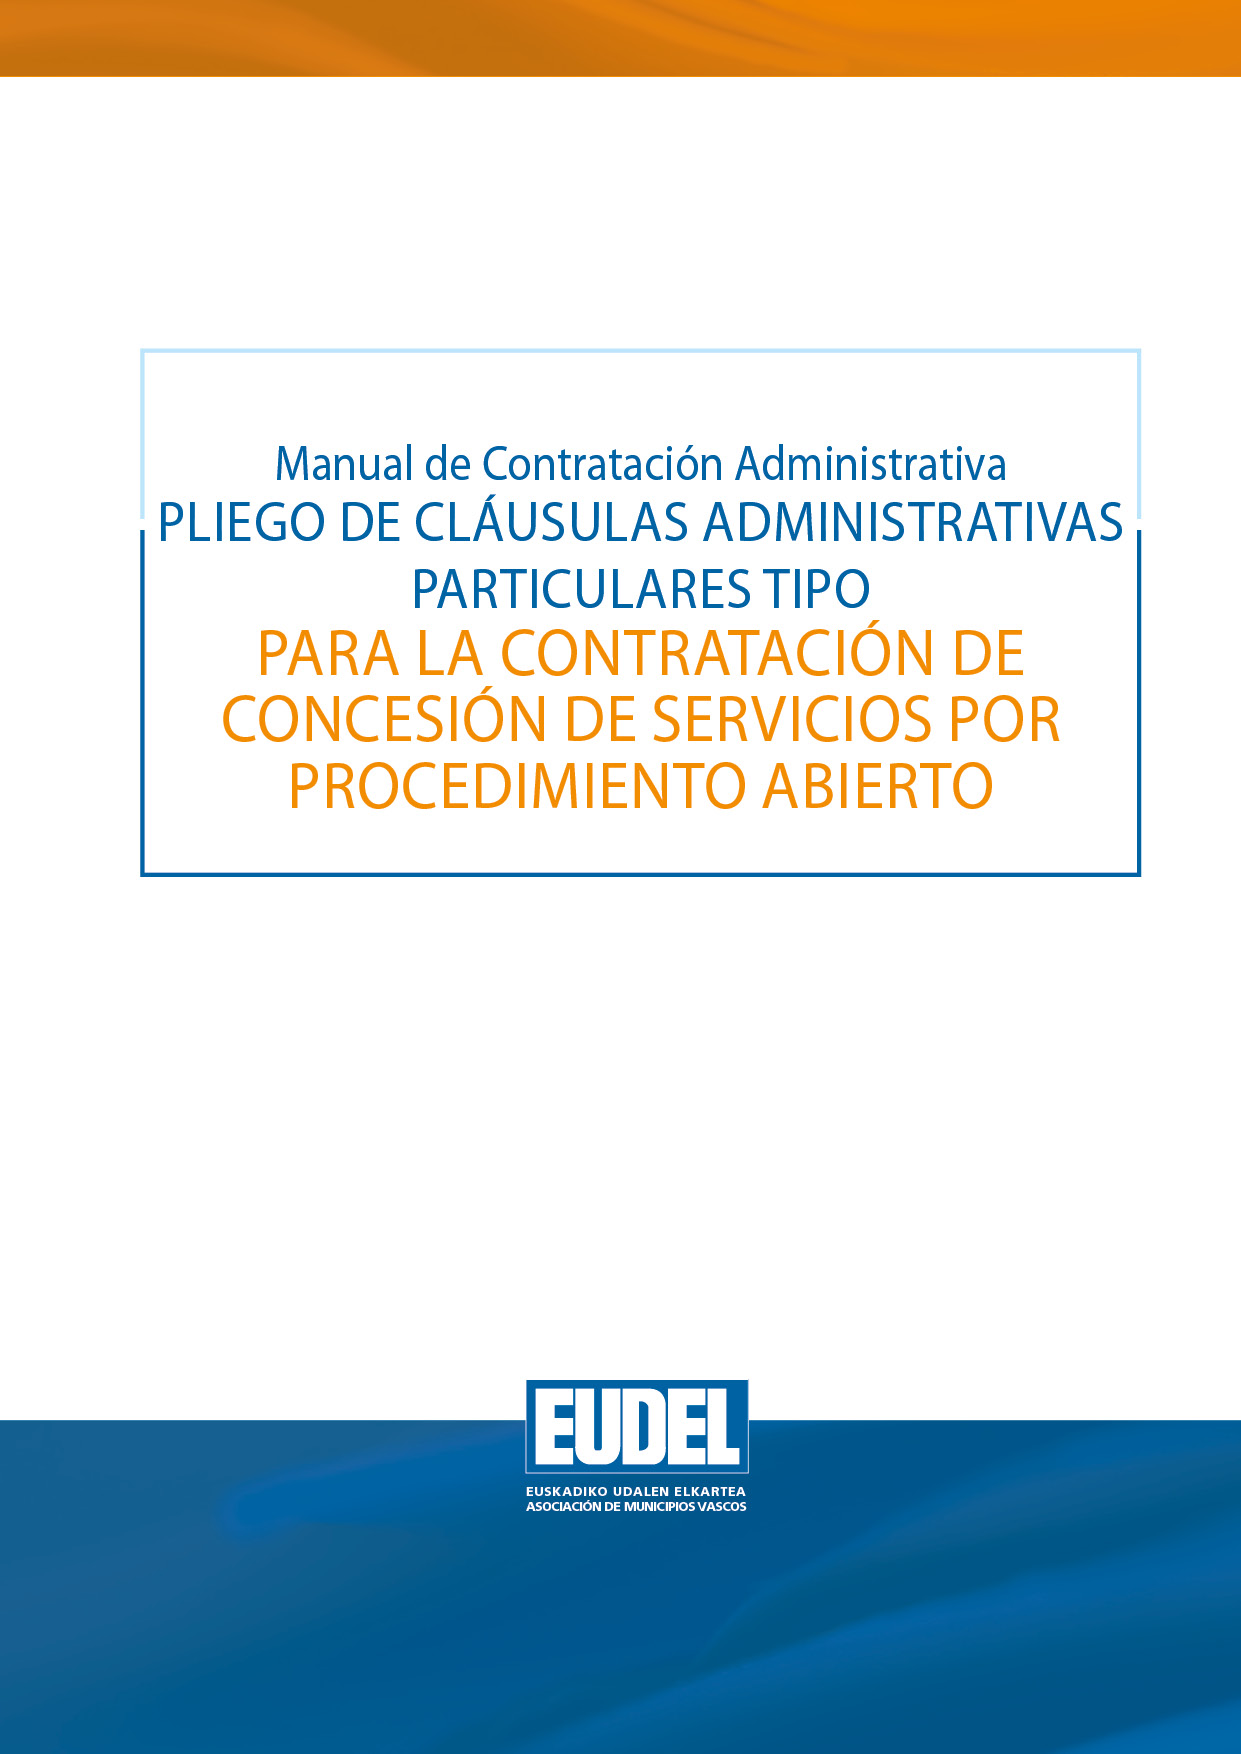 Manual de Contratación Administrativa
PLIEGO DE CLÁUSULAS ADMINISTRATIVAS
PARTICULARES TIPO
PARA LA CONTRATACIÓN DE
CONCESIÓN DE SERVICIOS POR
PROCEDIMIENTO ABIERTO
EUDEL
EUSKADIKO UDALEN ELKARTEA
ASOCIACIÓN DE MUNICIPIOS VASCOS